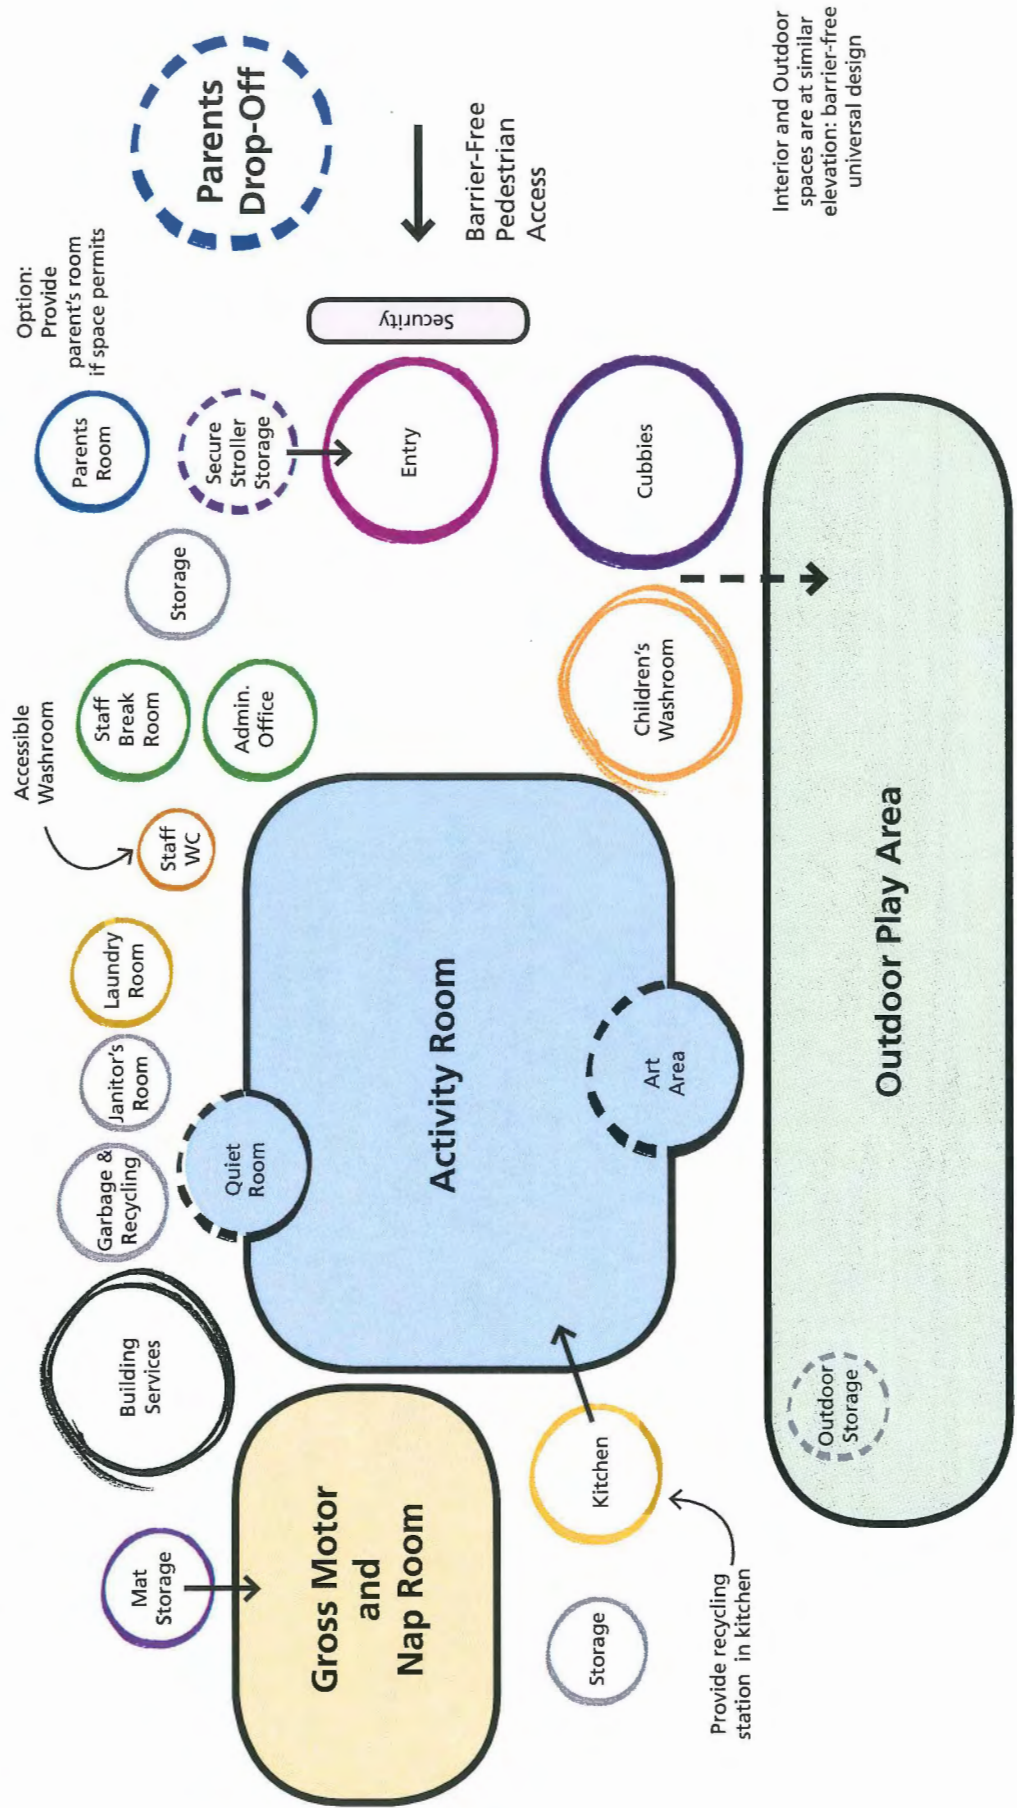 Parents
Drop-Off
Option:
Provide
parent's room
if space permits
Barrier-Free
Pedestrian
Access
Interior and Outdoor
spaces are at similar
elevation: barrier-free
universal design
Security
Parents
Room
Secure
Stroller
Storage
Entry
Cubbies
Storage
Staff
Break
Room
Admin.
Office
Children's
Washroom
Accessible
Washroom
Staff
WC
Laundry
Room
Janitor's
Room
Garbage &
Recycling
Quiet
Room
Activity Room
Art
Area
Outdoor Play Area
Building
Services
Mat
Storage
Gross Motor
and
Nap Room
Kitchen
Storage
Outdoor
Storage
Provide recycling
station in kitchen